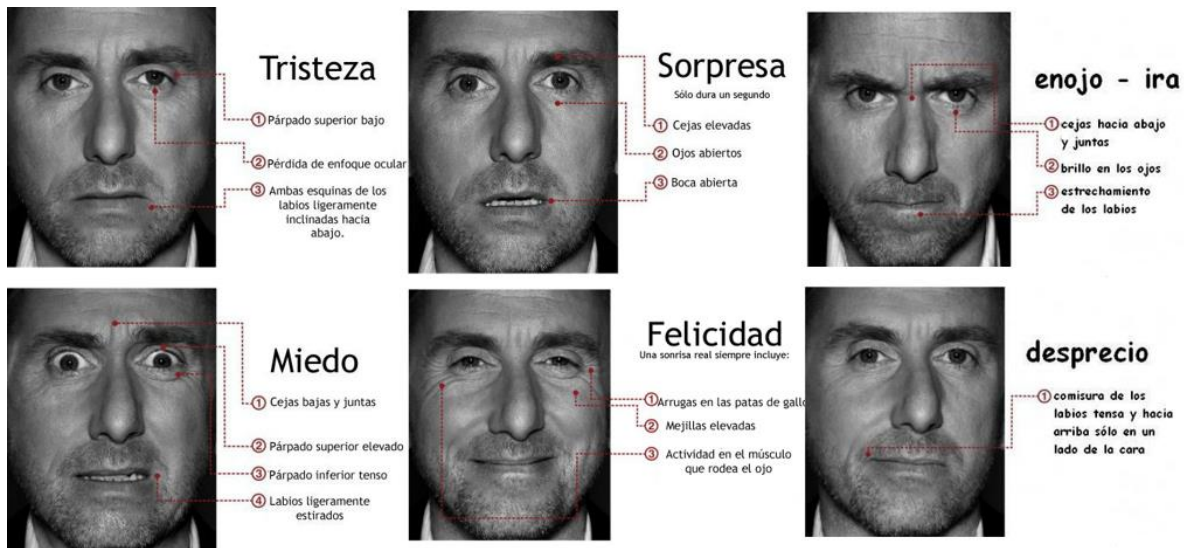 Tristeza
① Párpado superior bajo
② Pérdida de enfoque ocular
③ Ambas esquinas de los
labios ligeramente
inclinadas hacia
abajo.
Sorpresa
Sólo dura un segundo
① Cejas elevadas
② Ojos abiertos
③ Boca abierta
enojo - ira
① cejas hacia abajo
y juntas
② brillo en los ojos
③ estrechamiento
de los labios
Miedo
① Cejas bajas y juntas
② Párpado superior elevado
③ Párpado inferior tenso
④ Labios ligeramente
estirados
Felicidad
Una sonrisa real siempre incluye:
① Arrugas en las patas de gallo
② Mejillas elevadas
③ Actividad en el músculo
que rodea el ojo
desprecio
① comisura de los
labios tensa y hacia
arriba sólo en un
lado de la cara